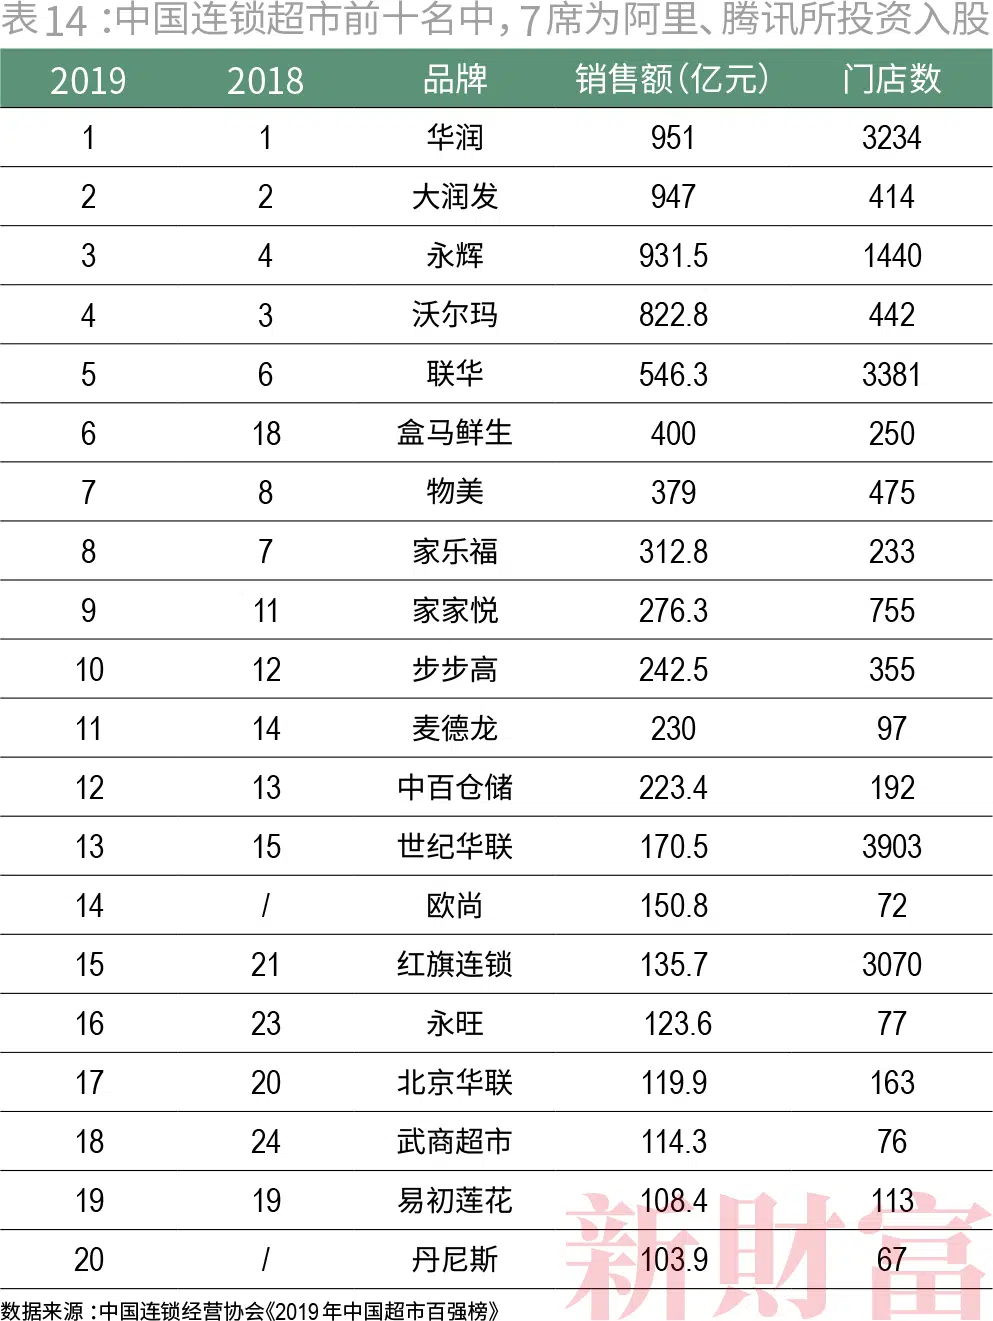 表14：中国连锁超市前十名中，7席为阿里、腾讯所投资入股
2019 2018 品牌 销售额（亿元） 门店数
1 1 华润 951 3234
2 2 大润发 947 414
3 4 永辉 931.5 1440
4 3 沃尔玛 822.8 442
5 6 联华 546.3 3381
6 18 盒马鲜生 400 250
7 8 物美 379 475
8 7 家乐福 312.8 233
9 11 家家悦 276.3 755
10 12 步步高 242.5 355
11 14 麦德龙 230 97
12 13 中百仓储 223.4 192
13 15 世纪华联 170.5 3903
14 / 欧尚 150.8 72
15 21 红旗连锁 135.7 3070
16 23 永旺 123.6 77
17 20 北京华联 119.9 163
18 24 武商超市 114.3 76
19 19 易初莲花 108.4 113
20 / 丹尼斯 103.9 67
新財富
数据来源：中国连锁经营协会《2019年中国超市百强榜》